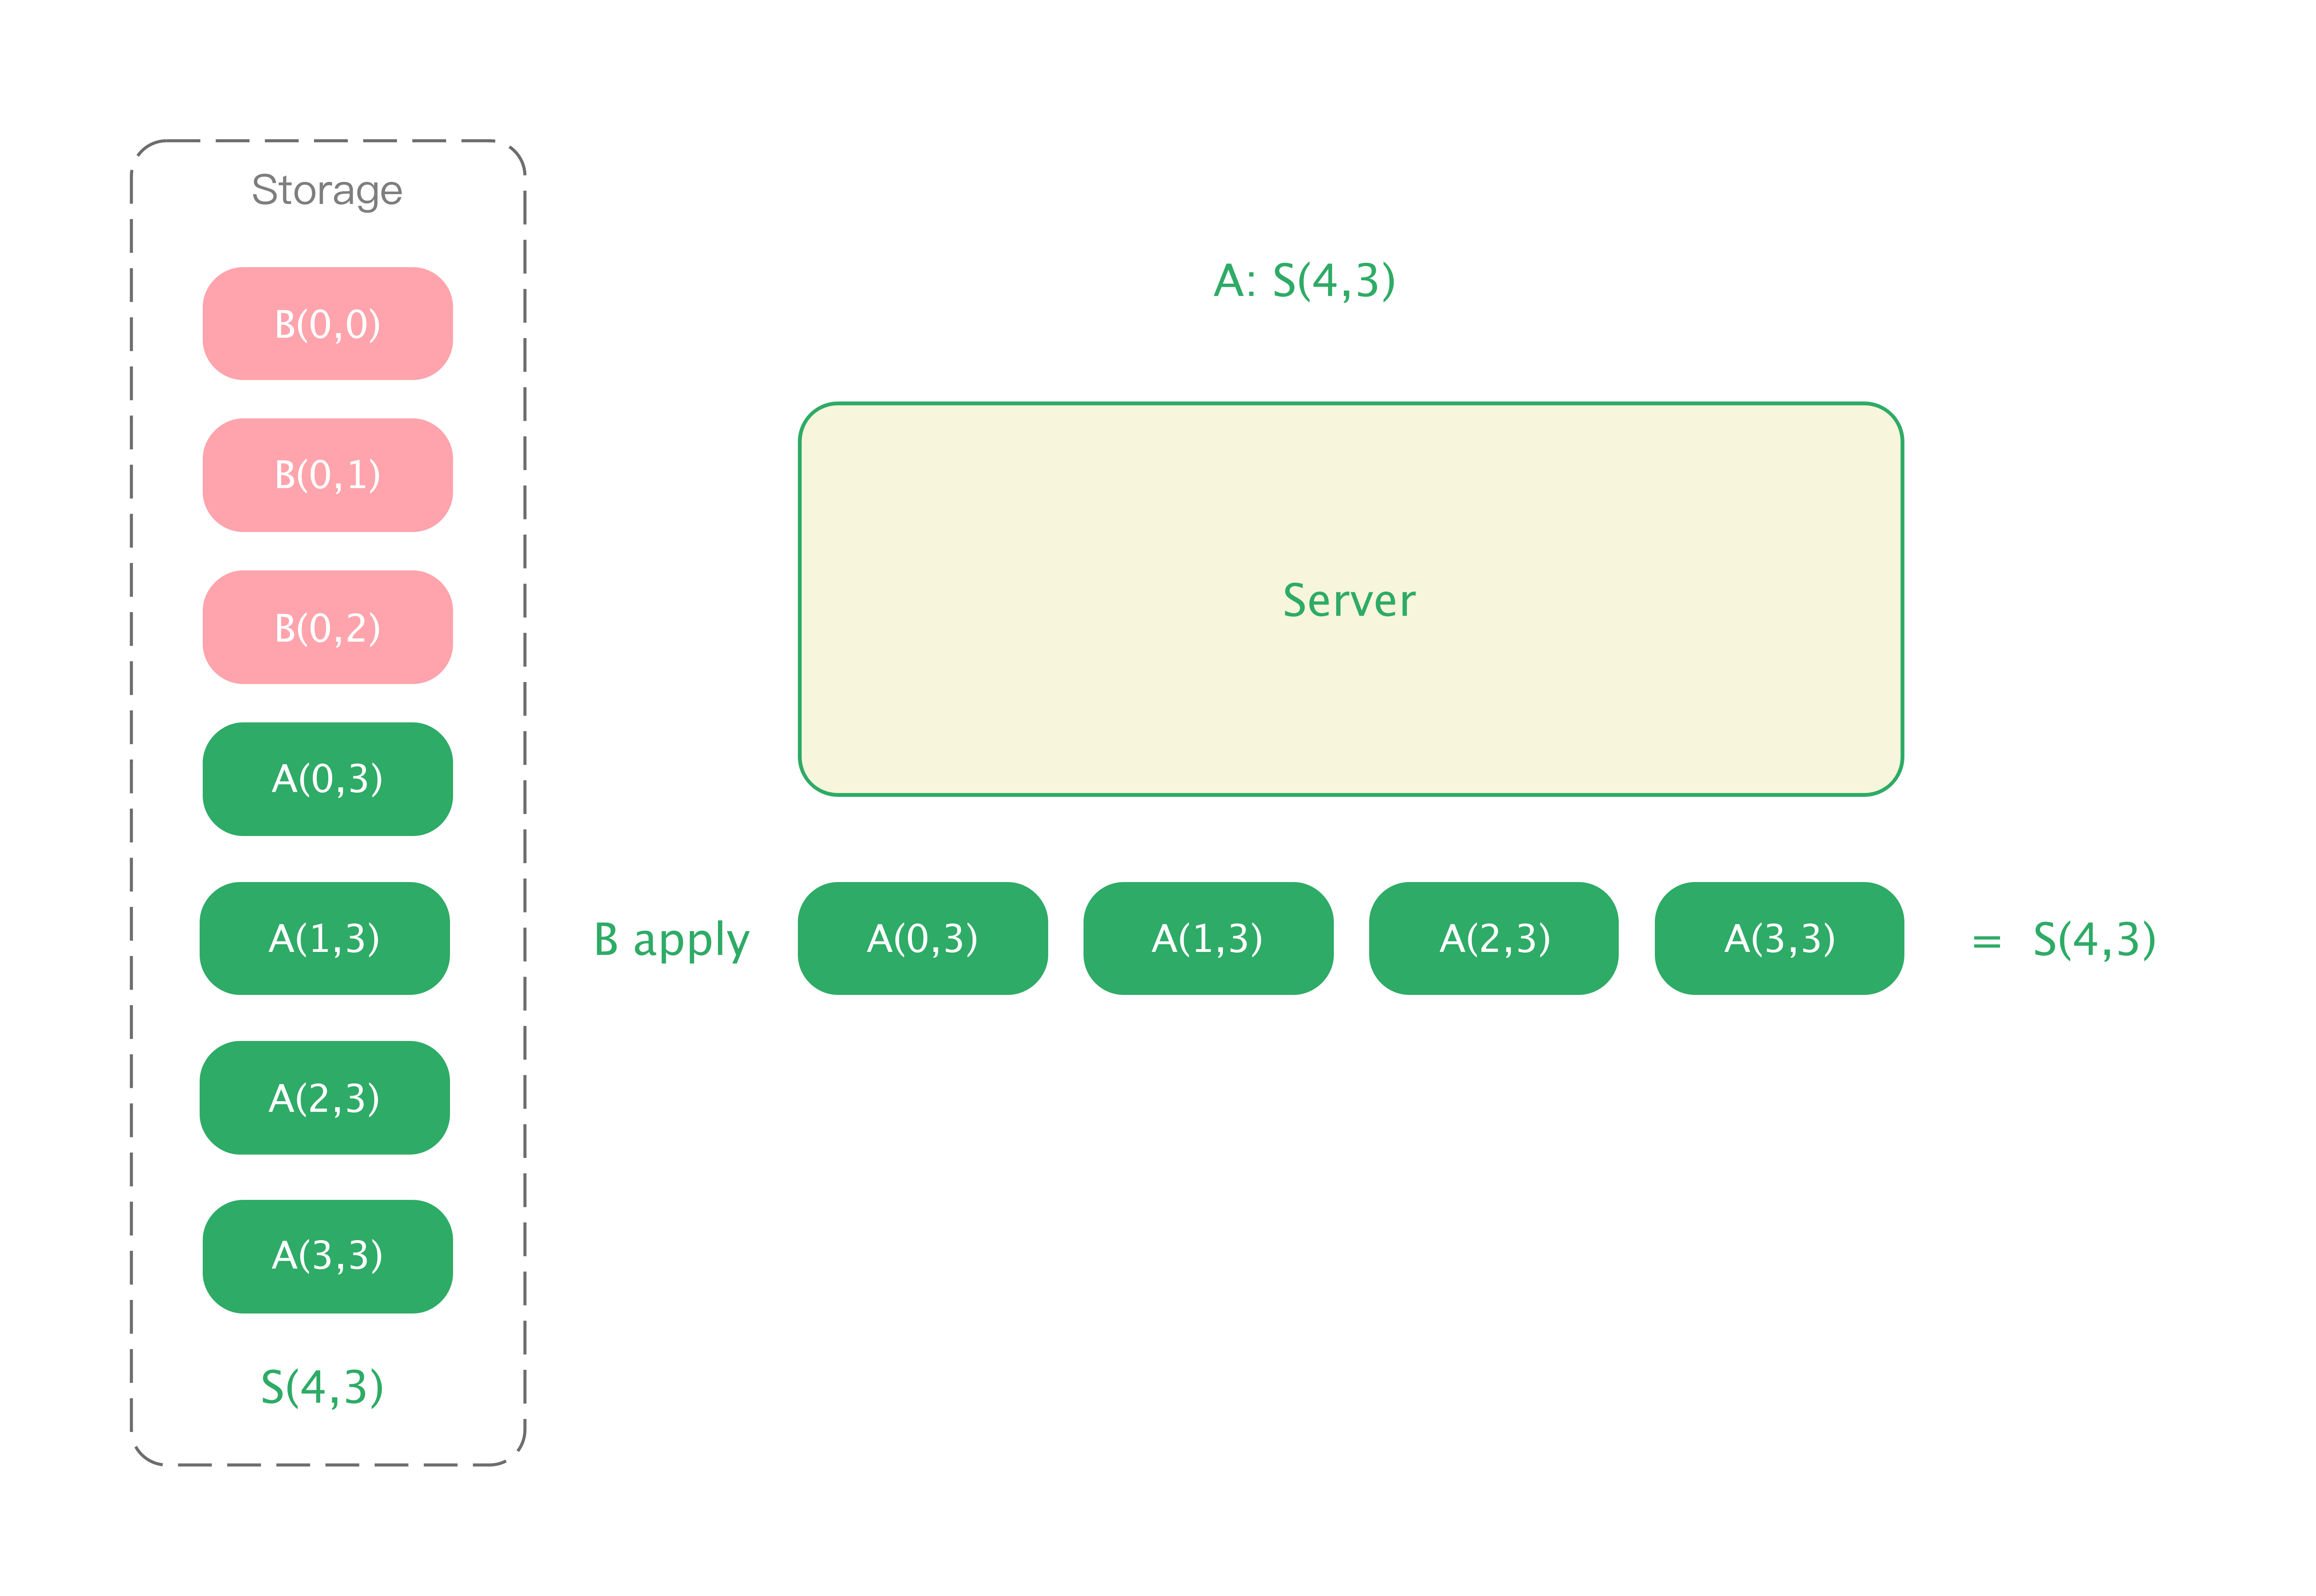 Storage
B(0,0)
B(0,1)
B(0,2)
A(0,3)
A(1,3)
A(2,3)
A(3,3)
S(4,3)
A: S(4,3)
Server
B apply A(0,3) A(1,3) A(2,3) A(3,3) = S(4,3)